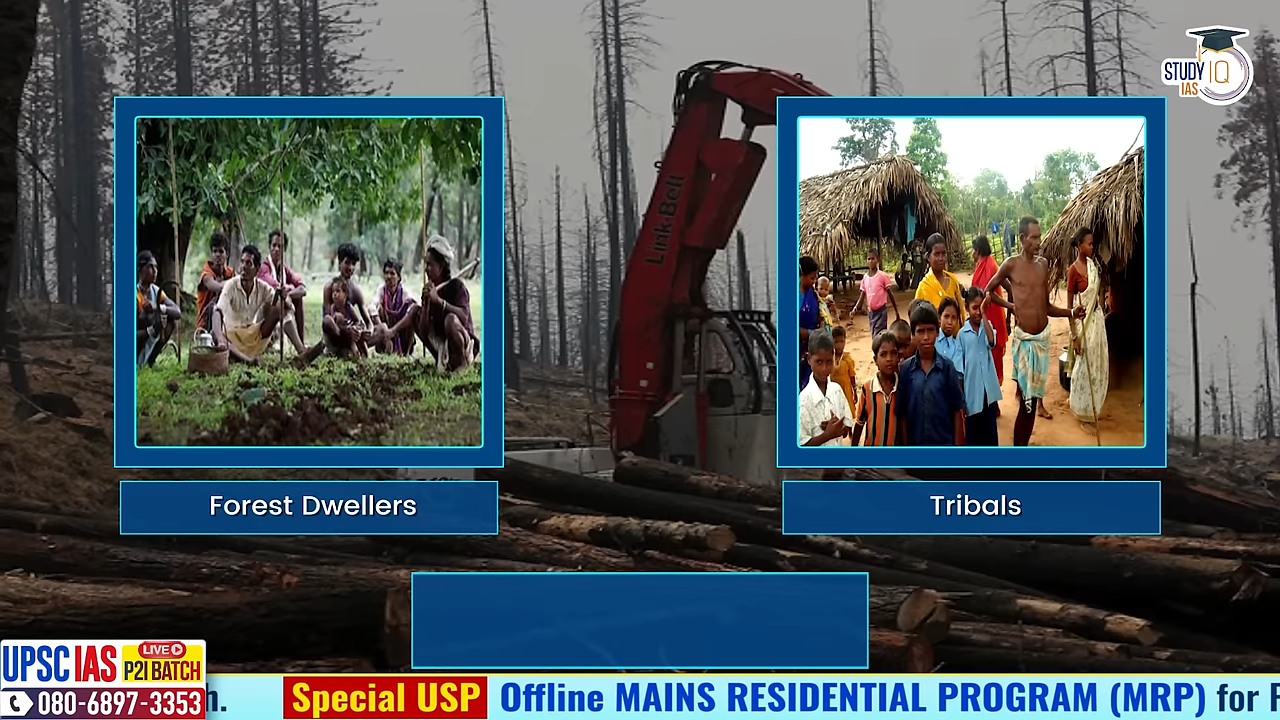 STUDY IQ
IAS
Link-Belt
Forest Dwellers
Tribals
UPSC IAS
LIVE
P2I BATCH
080-6897-3353
h.
Special USP
Offline MAINS RESIDENTIAL PROGRAM (MRP) for